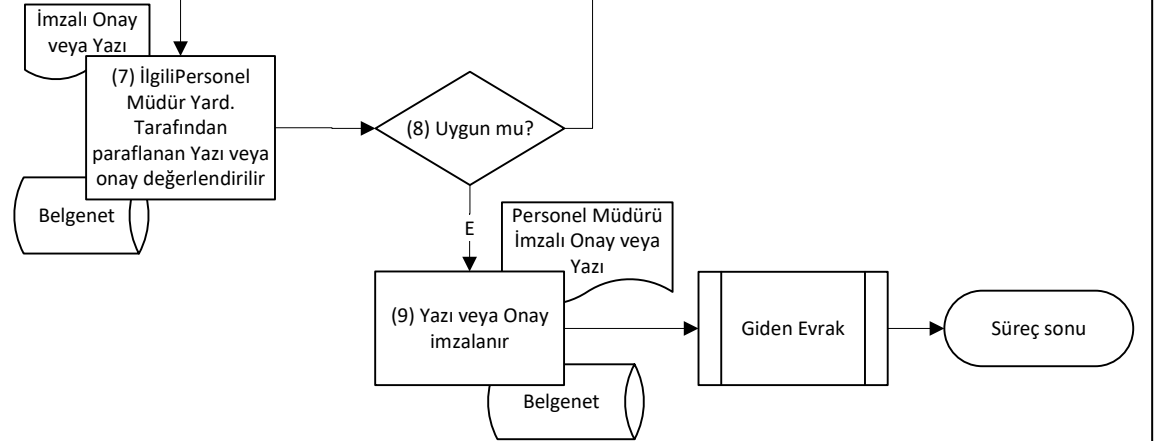 İmzalı Onay
veya Yazı
(7) İlgiliPersonel
Müdür Yard.
Tarafından
paraflanan Yazı veya
onay değerlendirilir
Belgenet
(8) Uygun mu?
E
Personel Müdürü
İmzalı Onay veya
Yazı
(9) Yazı veya Onay
imzalanır
Belgenet
Giden Evrak
Süreç sonu